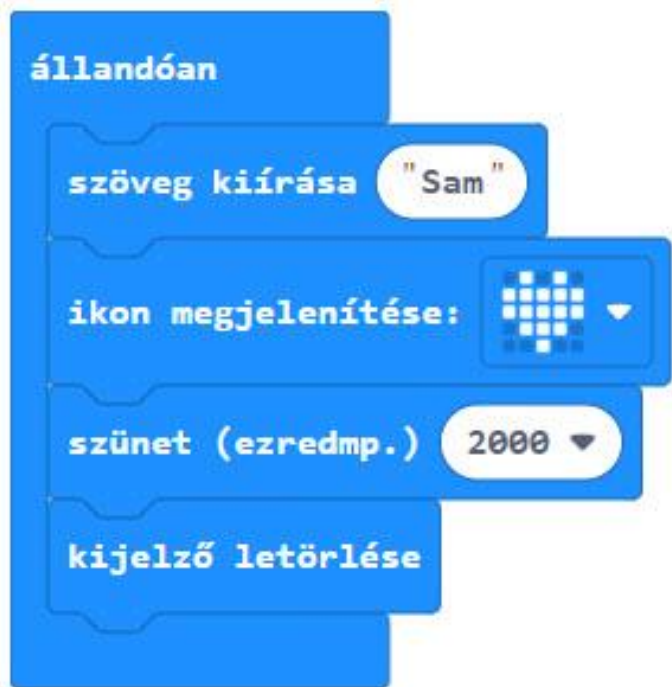 állandóan
szöveg kiírása "Sam"
ikon megjelenítése:
szünet (ezredmp.) 2000
kijelző letörlése